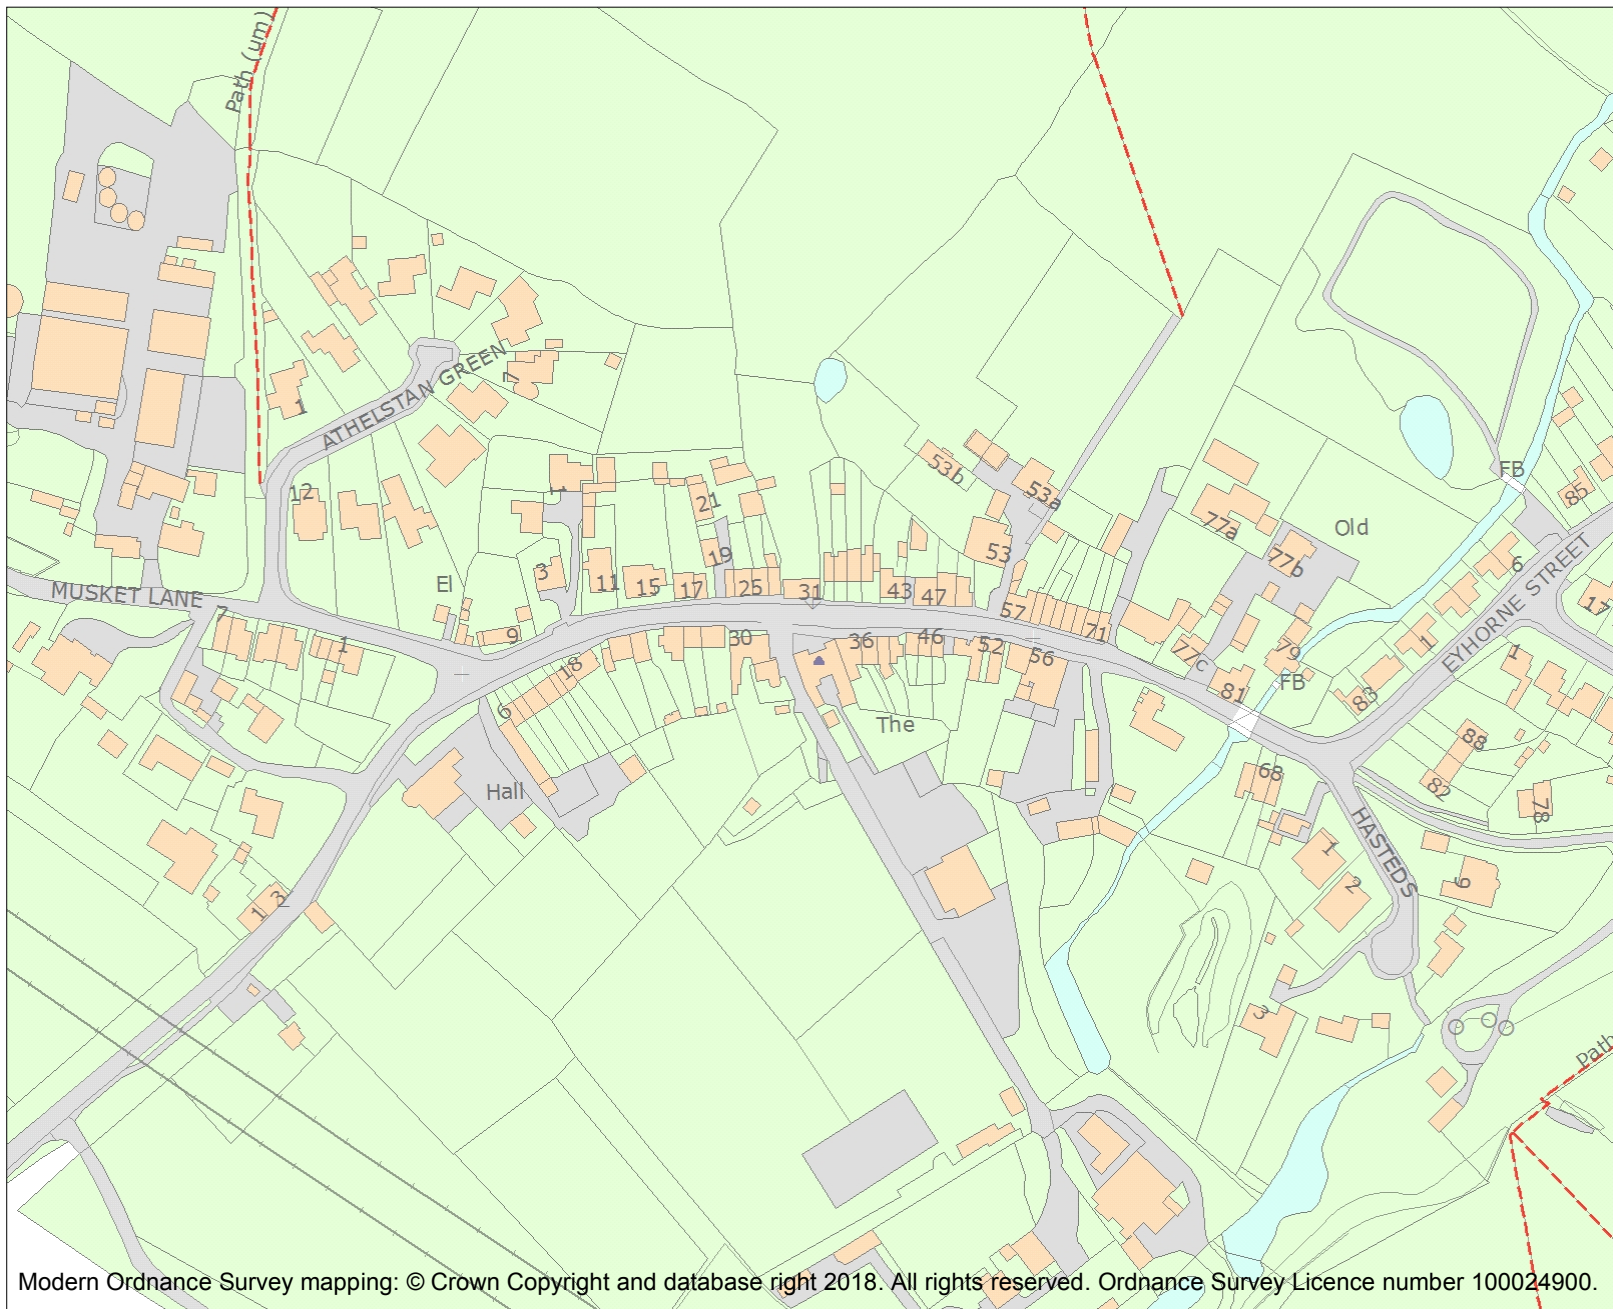 Path (um)
ATHELSTAN GREEN
7
1
1
12
21
53b
53a
77a
Old
FB
85
19
53
77b
6
El
3
11
15
17
25
31
43
47
57
71
MUSKET LANE
7
1
9
18
30
36
46
52
56
77c
79
1
EYHORNE STREET
17
1
6
The
81
FB
83
88
82
78
Hall
68
HASTEDS
1
2
9
1 3
3
Path
Modern Ordnance Survey mapping: © Crown Copyright and database right 2018. All rights reserved. Ordnance Survey Licence number 100024900.